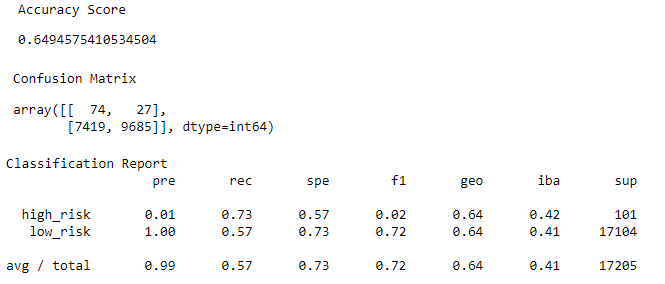 Accuracy Score
0.6494575410534504
Confusion Matrix
array([[  74,   27],
       [7419, 9685]], dtype=int64)
Classification Report
                  pre       rec       spe        f1       geo       iba       sup
  high_risk       0.01      0.73      0.57      0.02      0.64      0.42       101
   low_risk       1.00      0.57      0.73      0.72      0.64      0.41     17104
avg / total       0.99      0.57      0.73      0.72      0.64      0.41     17205